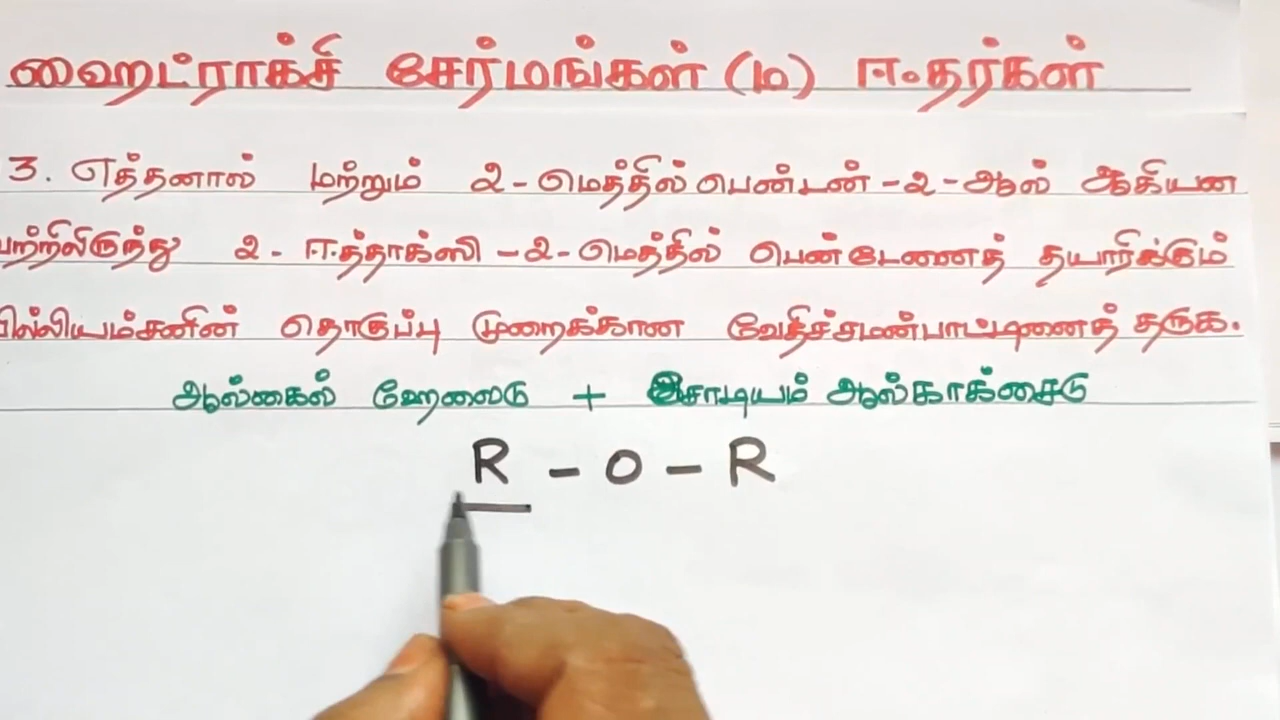 ஹைட்ராக்சி சேர்மங்கள் (ம) ஈதர்கள்
3. எத்தனால் மற்றும் 2-மெத்தில்பென்டன்-2-ஆல் ஆகியன
வற்றிலிருந்து 2-ஈத்தாக்ஸி-2-மெத்தில் பென்டேனைத் தயாரிக்கும்
வில்லியம்சனின் தொகுப்பு முறைக்கான வேதிச்சமன்பாட்டினைத் தருக.
ஆல்கைல் ஹேலைடு + சோடியம் ஆல்காக்சைடு
R - O - R